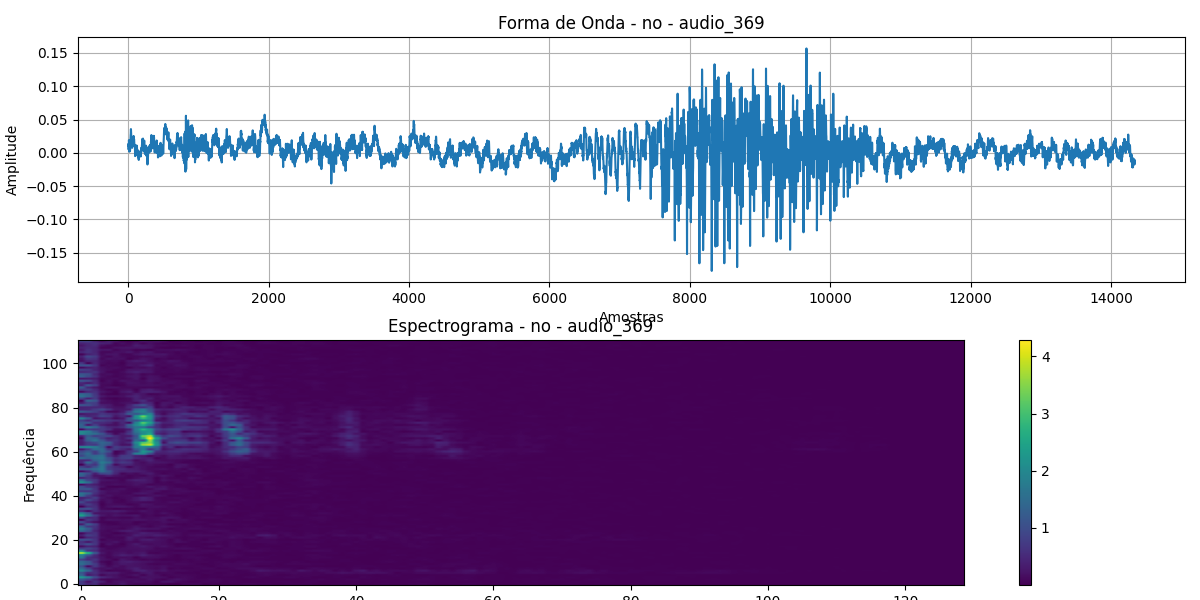 Forma de Onda - no - audio_369
0.15
0.10
0.05
0.00
−0.05
−0.10
−0.15
Amplitude
0 2000 4000 6000 8000 10000 12000 14000
Amostras
Espectrograma - no - audio_369
100
80
60
40
20
0
Frequência
4
3
2
1
0 20 40 60 80 100 120